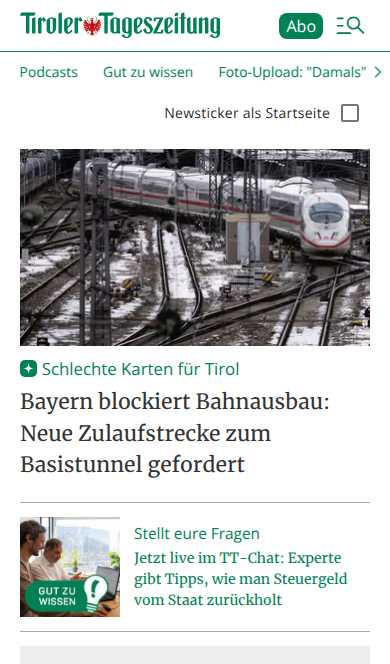 Tiroler Tageszeitung
Abo
Podcasts Gut zu wissen Foto-Upload: "Damals"
Newsticker als Startseite
Schlechte Karten für Tirol
Bayern blockiert Bahnausbau:
Neue Zulaufstrecke zum
Basistunnel gefordert
Stellt eure Fragen
Jetzt live im TT-Chat: Experte
gibt Tipps, wie man Steuergeld
vom Staat zurückholt
GUT ZU
WISSEN